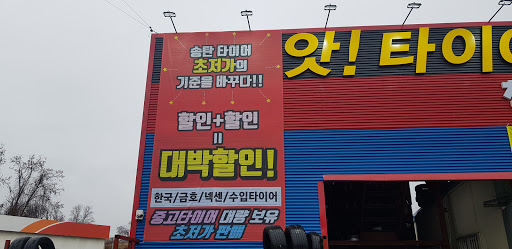 송탄 타이어
초저가의
기준을 바꾸다!!
할인+할인
=
대박할인!
한국/금호/넥센/수입타이어
중고타이어 대량 보유
초저가 판매
앗! 타이어